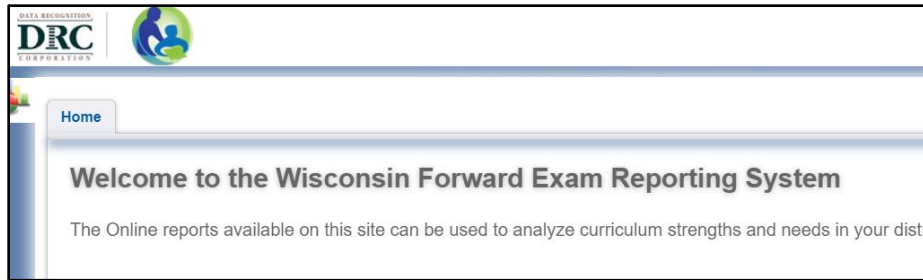 DATA RECOGNITION
DRC
CORPORATION
Home
Welcome to the Wisconsin Forward Exam Reporting System
The Online reports available on this site can be used to analyze curriculum strengths and needs in your dist